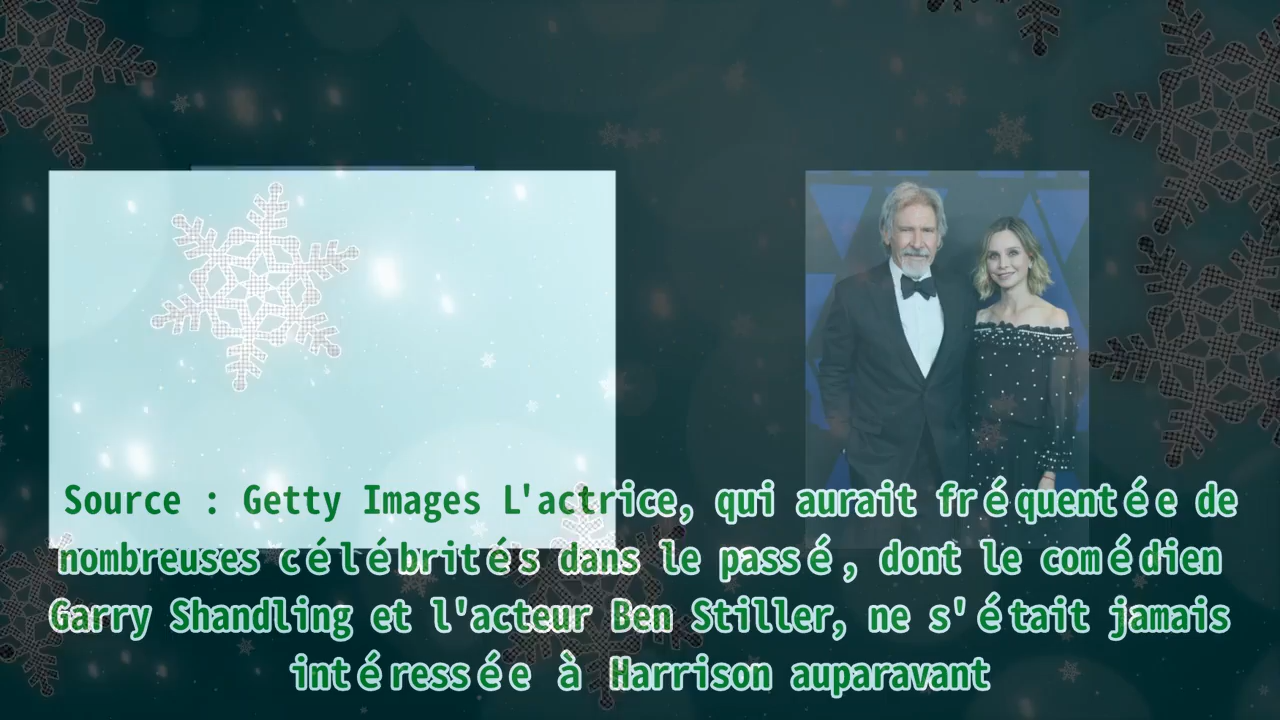 Source : Getty Images L'actrice, qui aurait fréquentée de
nombreuses célébrités dans le passé, dont le comédien
Garry Shandling et l'acteur Ben Stiller, ne s'était jamais
intéressée à Harrison auparavant